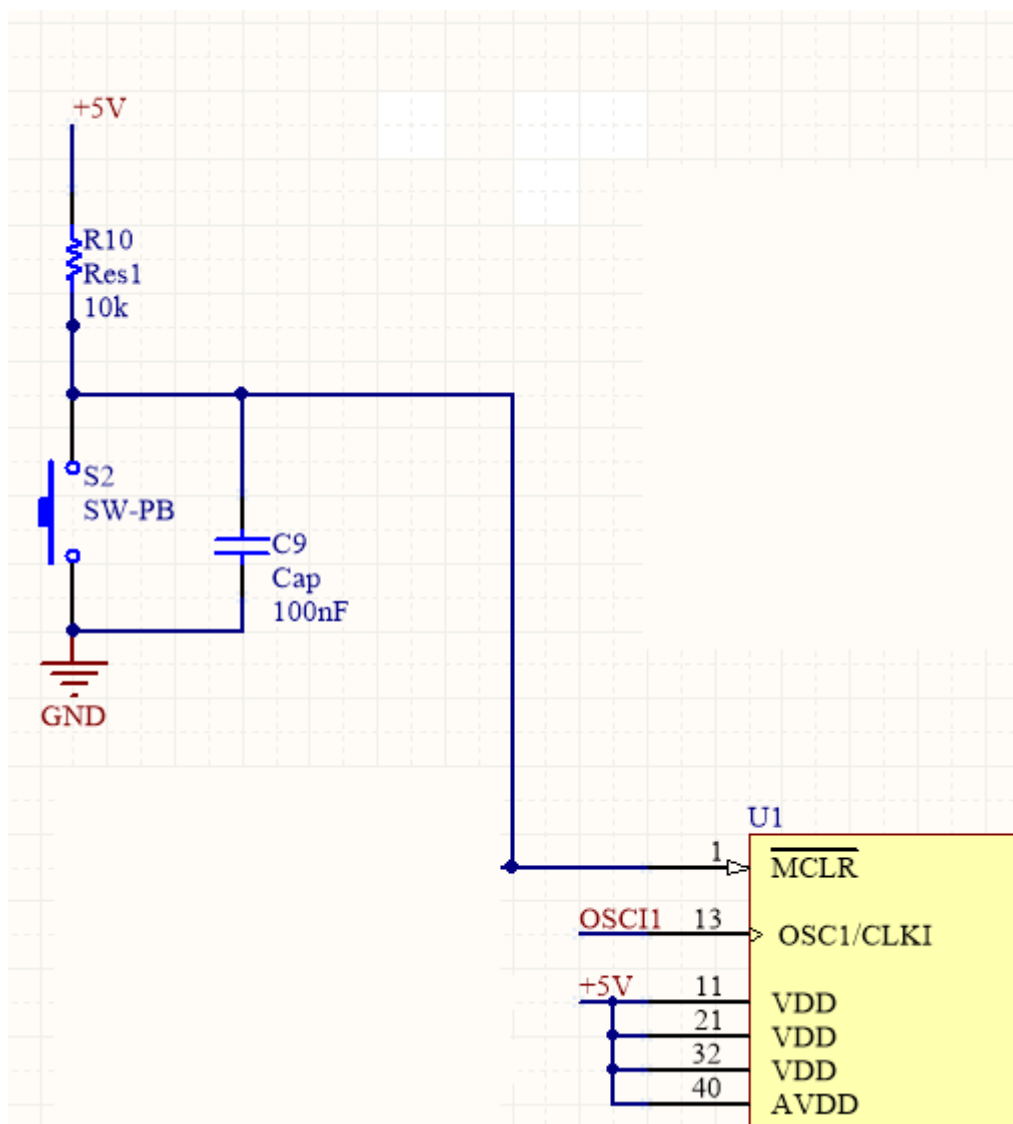 +5V
R10
Res1
10k
S2
SW-PB
C9
Cap
100nF
GND
U1
1
MCLR
OSCI1
13
OSC1/CLKI
+5V
11
VDD
21
VDD
32
VDD
40
AVDD